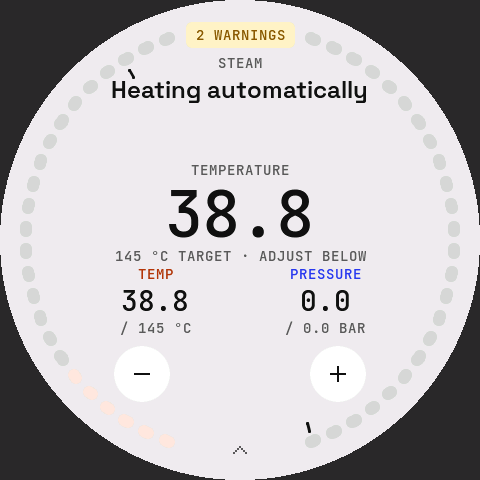 2 WARNINGS
STEAM
Heating automatically
TEMPERATURE
38.8
145 °C TARGET · ADJUST BELOW
TEMP
38.8
/ 145 °C
PRESSURE
0.0
/ 0.0 BAR